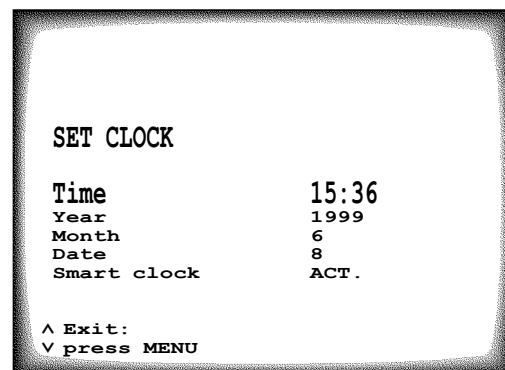 SET CLOCK
Time 15:36
Year 1999
Month 6
Date 8
Smart clock ACT.
^ Exit:
v press MENU